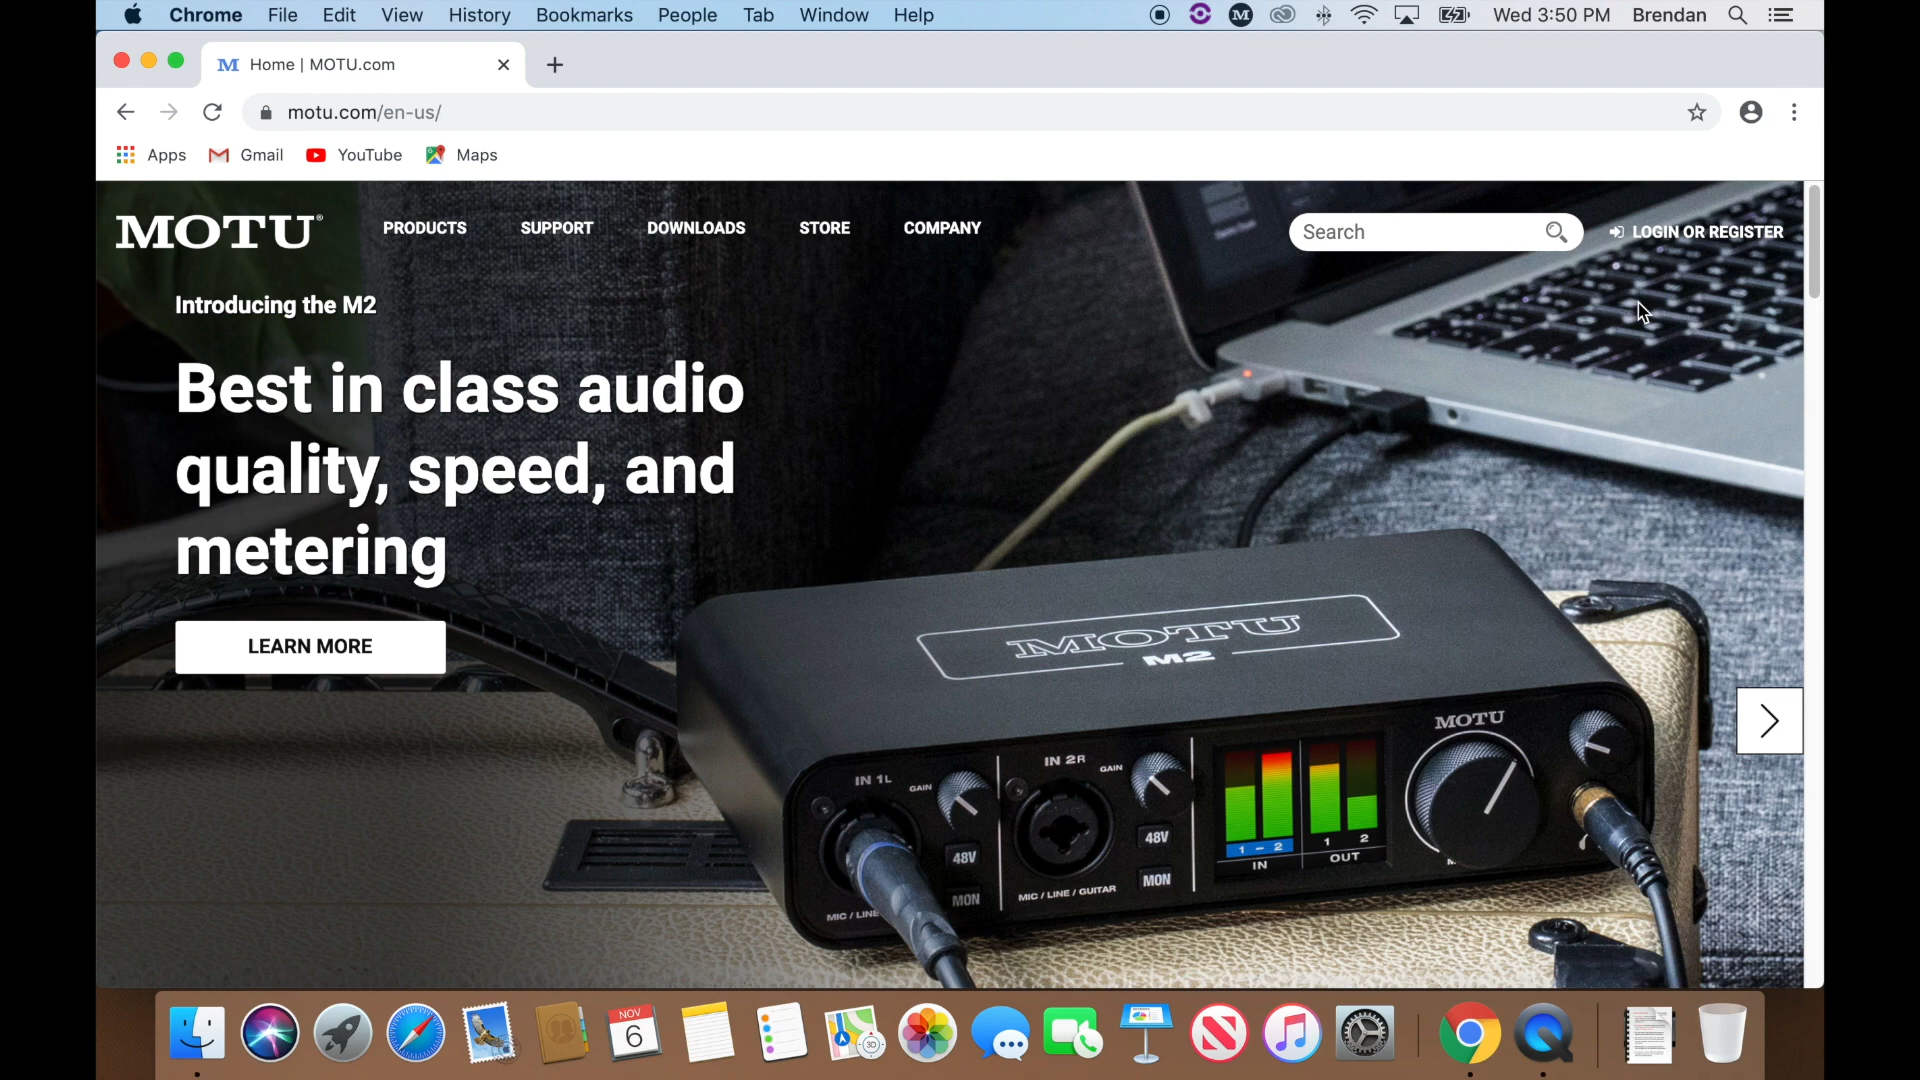 Chrome File Edit View History Bookmarks People Tab Window Help M Wed 3:50 PM Brendan
M Home | MOTU.com
motu.com/en-us/
Apps Gmail YouTube Maps
MOTU® PRODUCTS SUPPORT DOWNLOADS STORE COMPANY Search LOGIN OR REGISTER
Introducing the M2
Best in class audio
quality, speed, and
metering
LEARN MORE
MOTU
M2
MOTU
IN 1L GAIN IN 2R GAIN
48V 48V
MON MON
MIC / LINE MIC / LINE / GUITAR
1 - 2 1 2
IN OUT
NOV
6
3D